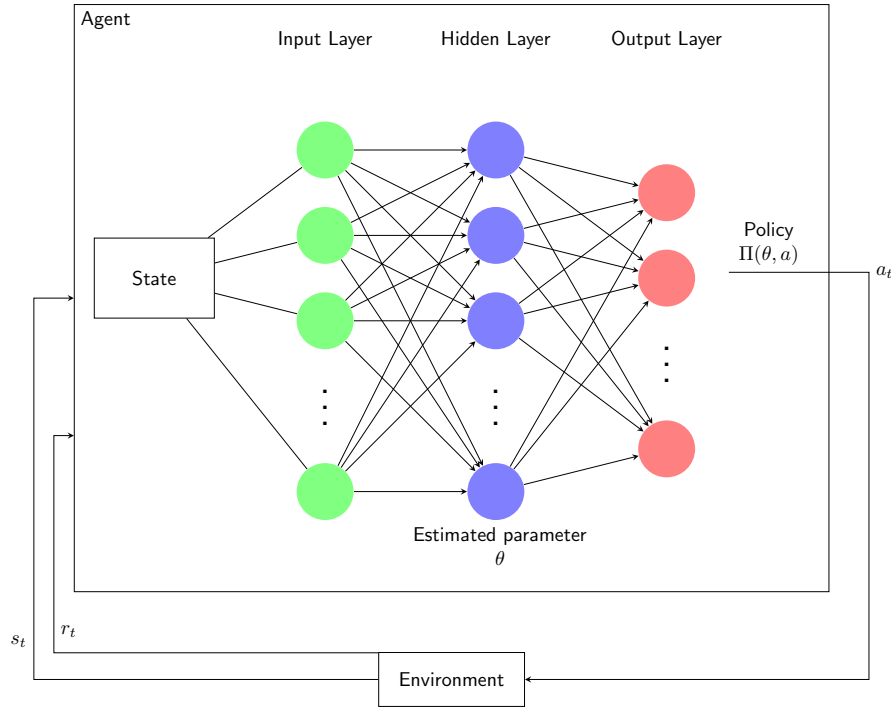 Agent
Input Layer
Hidden Layer
Output Layer
State
Policy
Π(θ, a)
a_t
Estimated parameter
θ
s_t
r_t
Environment